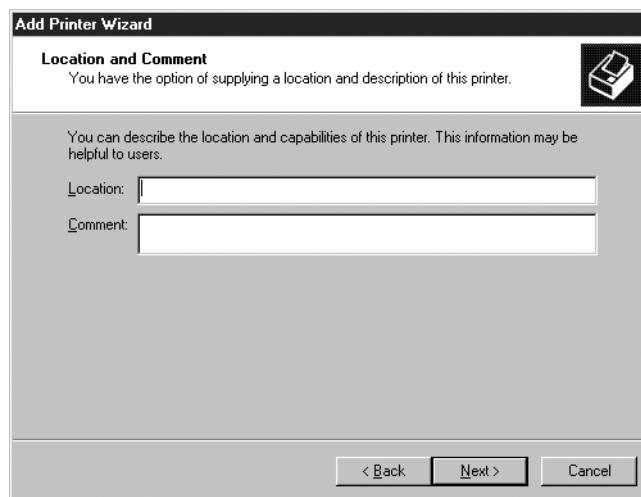 Add Printer Wizard
Location and Comment
You have the option of supplying a location and description of this printer.
You can describe the location and capabilities of this printer. This information may be
helpful to users.
Location:
Comment:
< Back
Next >
Cancel